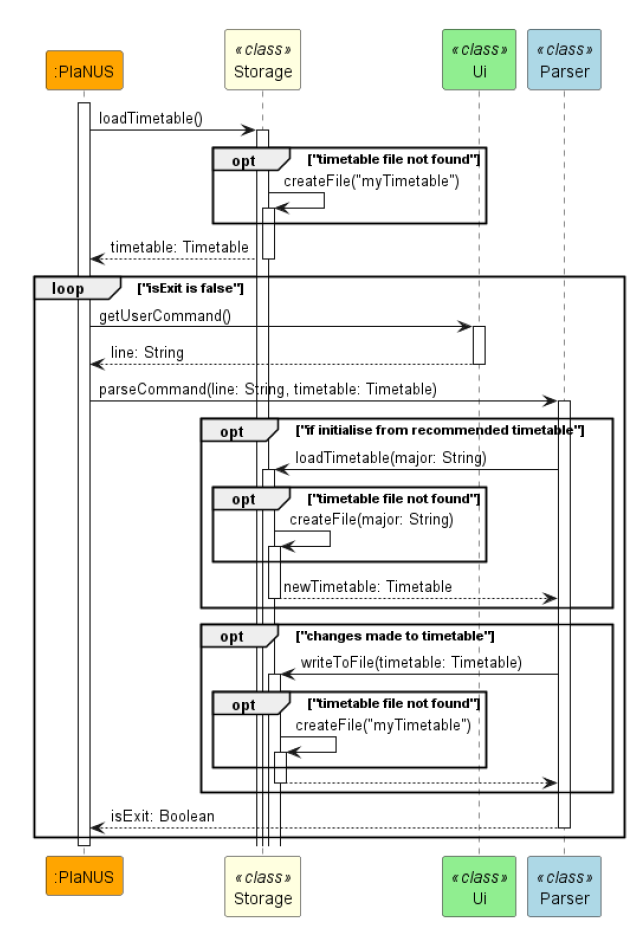 «class» «class» «class»
:PlaNUS Storage Ui Parser
loadTimetable()
opt ["timetable file not found"]
createFile("myTimetable")
timetable: Timetable
loop ["isExit is false"]
getUserCommand()
line: String
parseCommand(line: String, timetable: Timetable)
opt ["if initialise from recommended timetable"]
loadTimetable(major: String)
opt ["timetable file not found"]
createFile(major: String)
newTimetable: Timetable
opt ["changes made to timetable"]
writeToFile(timetable: Timetable)
opt ["timetable file not found"]
createFile("myTimetable")
isExit: Boolean
«class» «class» «class»
:PlaNUS Storage Ui Parser